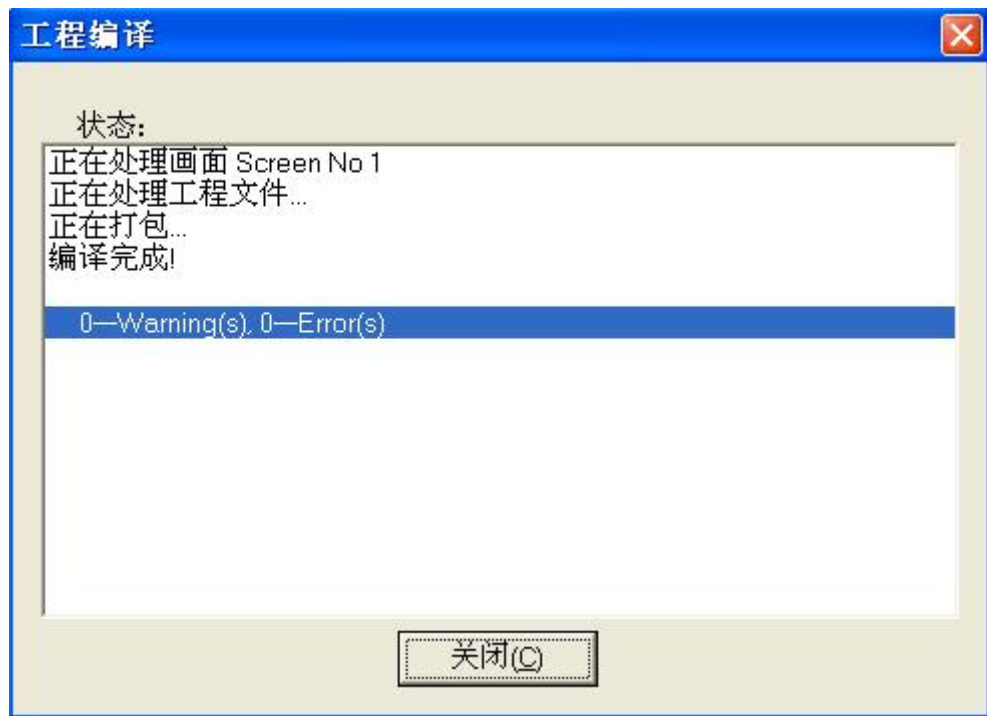 工程编译
状态:
正在处理画面 Screen No 1
正在处理工程文件...
正在打包...
编译完成!
0—Warning(s), 0—Error(s)
关闭(C)